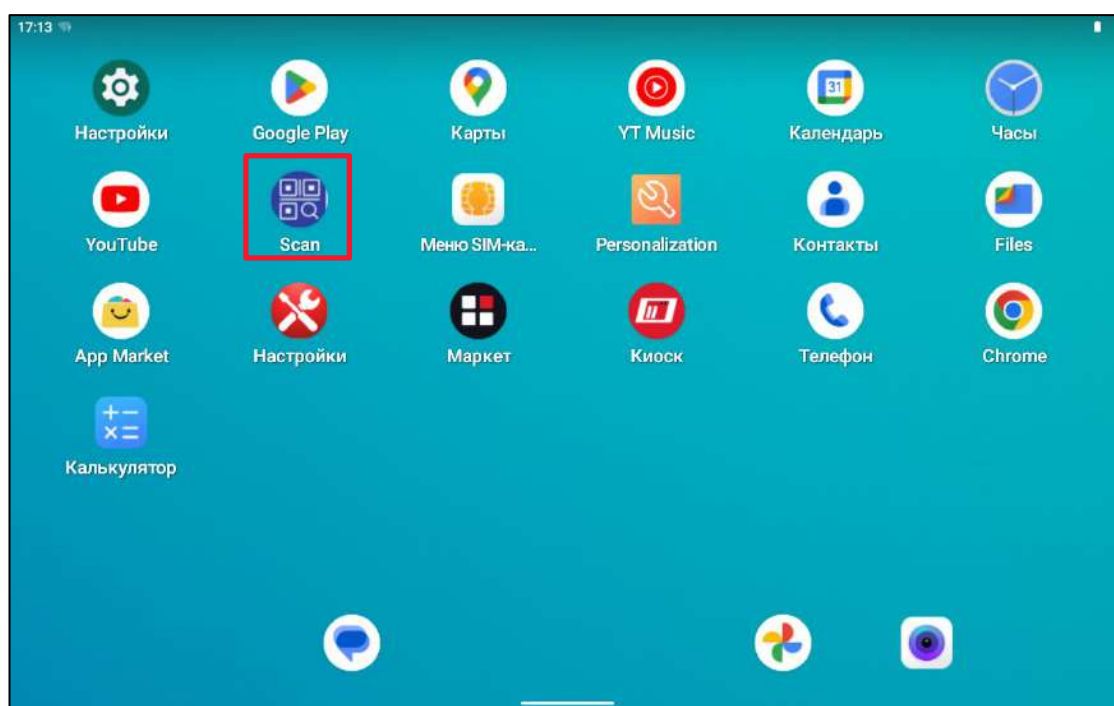 17:13
Настройки Google Play Карты YT Music Календарь Часы
31
YouTube Scan Меню SIM-ка... Personalization Контакты Files
App Market Настройки Маркет Киоск Телефон Chrome
Калькулятор